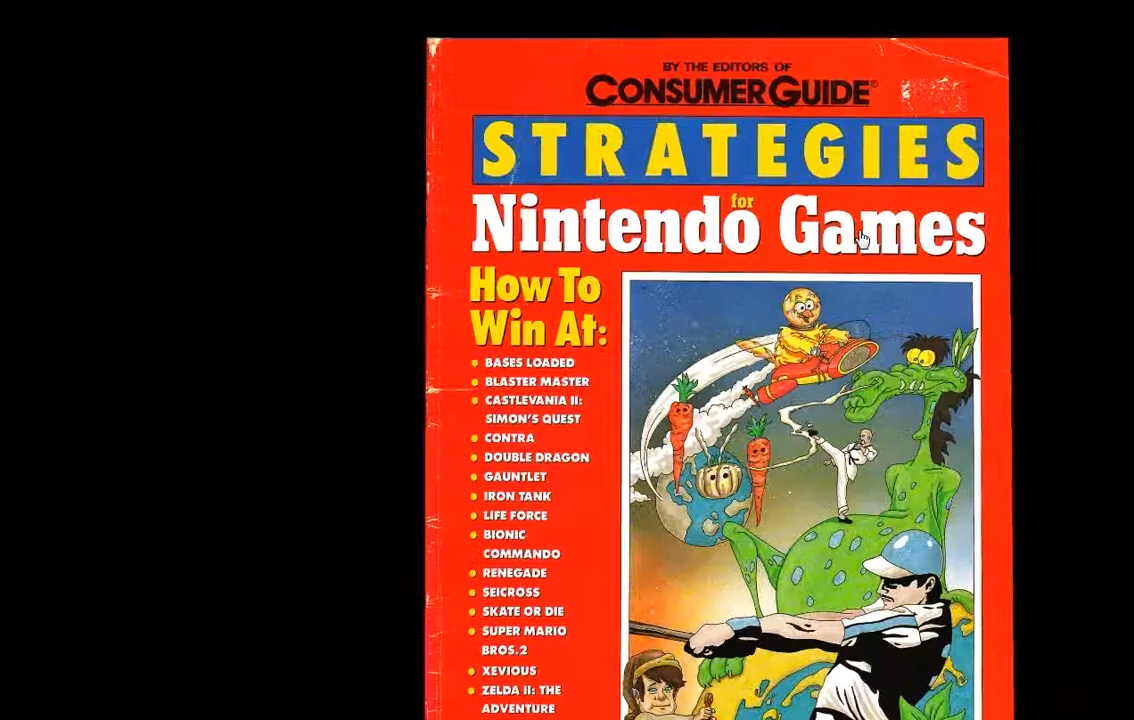 BY THE EDITORS OF
CONSUMER GUIDE®
STRATEGIES
for
Nintendo Games
How To
Win At:
• BASES LOADED
• BLASTER MASTER
• CASTLEVANIA II:
SIMON'S QUEST
• CONTRA
• DOUBLE DRAGON
• GAUNTLET
• IRON TANK
• LIFE FORCE
• BIONIC
COMMANDO
• RENEGADE
• SEICROSS
• SKATE OR DIE
• SUPER MARIO
BROS.2
• XEVIOUS
• ZELDA II: THE
ADVENTURE